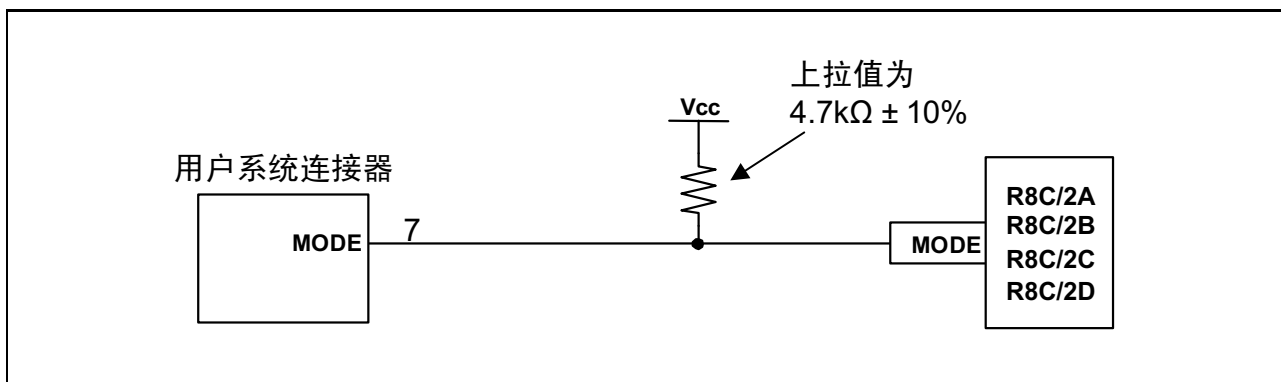 上拉值为
4.7kΩ ± 10%
Vcc
用户系统连接器
MODE
7
MODE
R8C/2A
R8C/2B
R8C/2C
R8C/2D